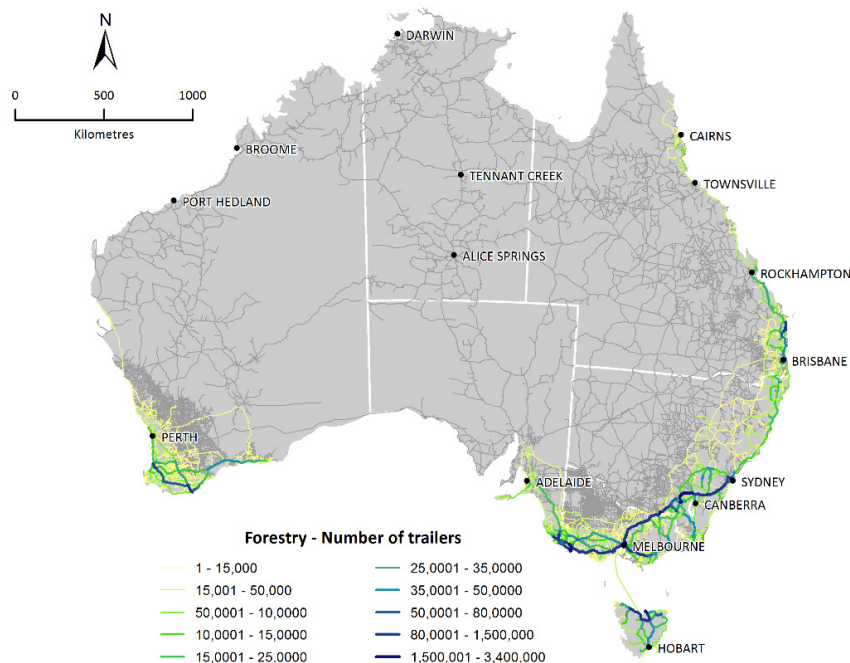 N
DARWIN
0 500 1000
Kilometres
CAIRNS
BROOME
TENNANT CREEK
TOWNSVILLE
PORT HEDLAND
ALICE SPRINGS
ROCKHAMPTON
BRISBANE
PERTH
ADELAIDE
SYDNEY
CANBERRA
Forestry - Number of trailers
MELBOURNE
1 - 15,000
15,001 - 50,000
50,0001 - 10,0000
10,0001 - 15,0000
15,0001 - 25,0000
25,0001 - 35,0000
35,0001 - 50,0000
50,0001 - 80,0000
80,0001 - 1,500,000
1,500,001 - 3,400,000
HOBART